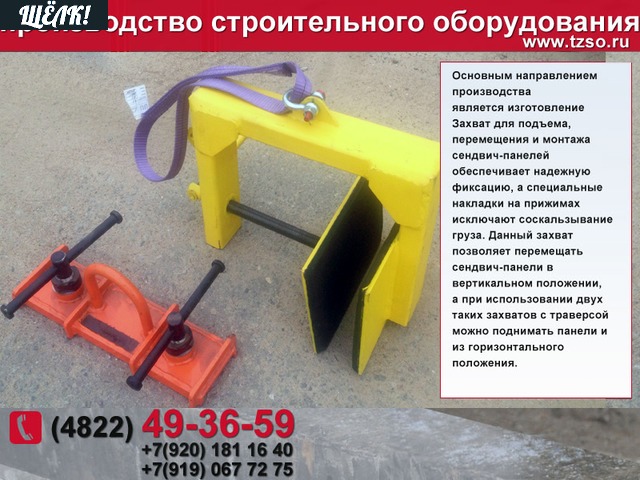 ЩЁЛК!
производство строительного оборудования
www.tzso.ru
Основным направлением
производства
является изготовление
Захват для подъема,
перемещения и монтажа
сендвич-панелей
обеспечивает надежную
фиксацию, а специальные
накладки на прижимах
исключают соскальзывание
груза. Данный захват
позволяет перемещать
сендвич-панели в
вертикальном положении,
а при использовании двух
таких захватов с траверсой
можно поднимать панели и
из горизонтального
положения.
(4822) 49-36-59
+7(920) 181 16 40
+7(919) 067 72 75